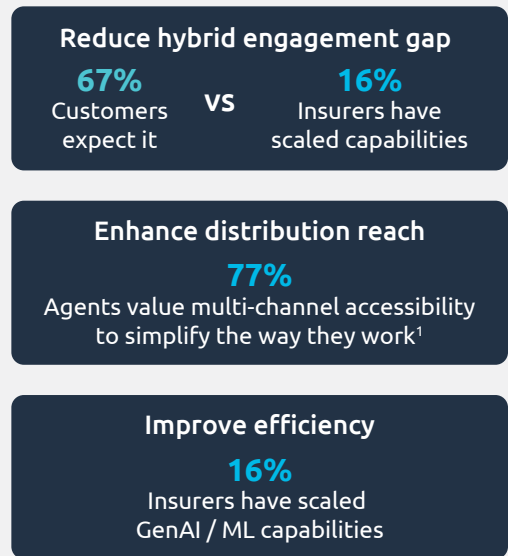 Reduce hybrid engagement gap
67% vs 16%
Customers Insurers have
expect it scaled capabilities
Enhance distribution reach
77%
Agents value multi-channel accessibility
to simplify the way they work¹
Improve efficiency
16%
Insurers have scaled
GenAI / ML capabilities